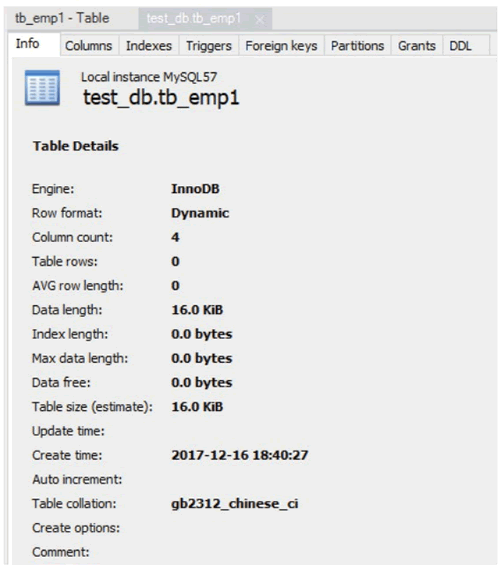 tb_emp1 - Table test_db.tb_emp1 ×
Info Columns Indexes Triggers Foreign keys Partitions Grants DDL
Local instance MySQL57
test_db.tb_emp1
Table Details
Engine: InnoDB
Row format: Dynamic
Column count: 4
Table rows: 0
AVG row length: 0
Data length: 16.0 KiB
Index length: 0.0 bytes
Max data length: 0.0 bytes
Data free: 0.0 bytes
Table size (estimate): 16.0 KiB
Update time:
Create time: 2017-12-16 18:40:27
Auto increment:
Table collation: gb2312_chinese_ci
Create options:
Comment: